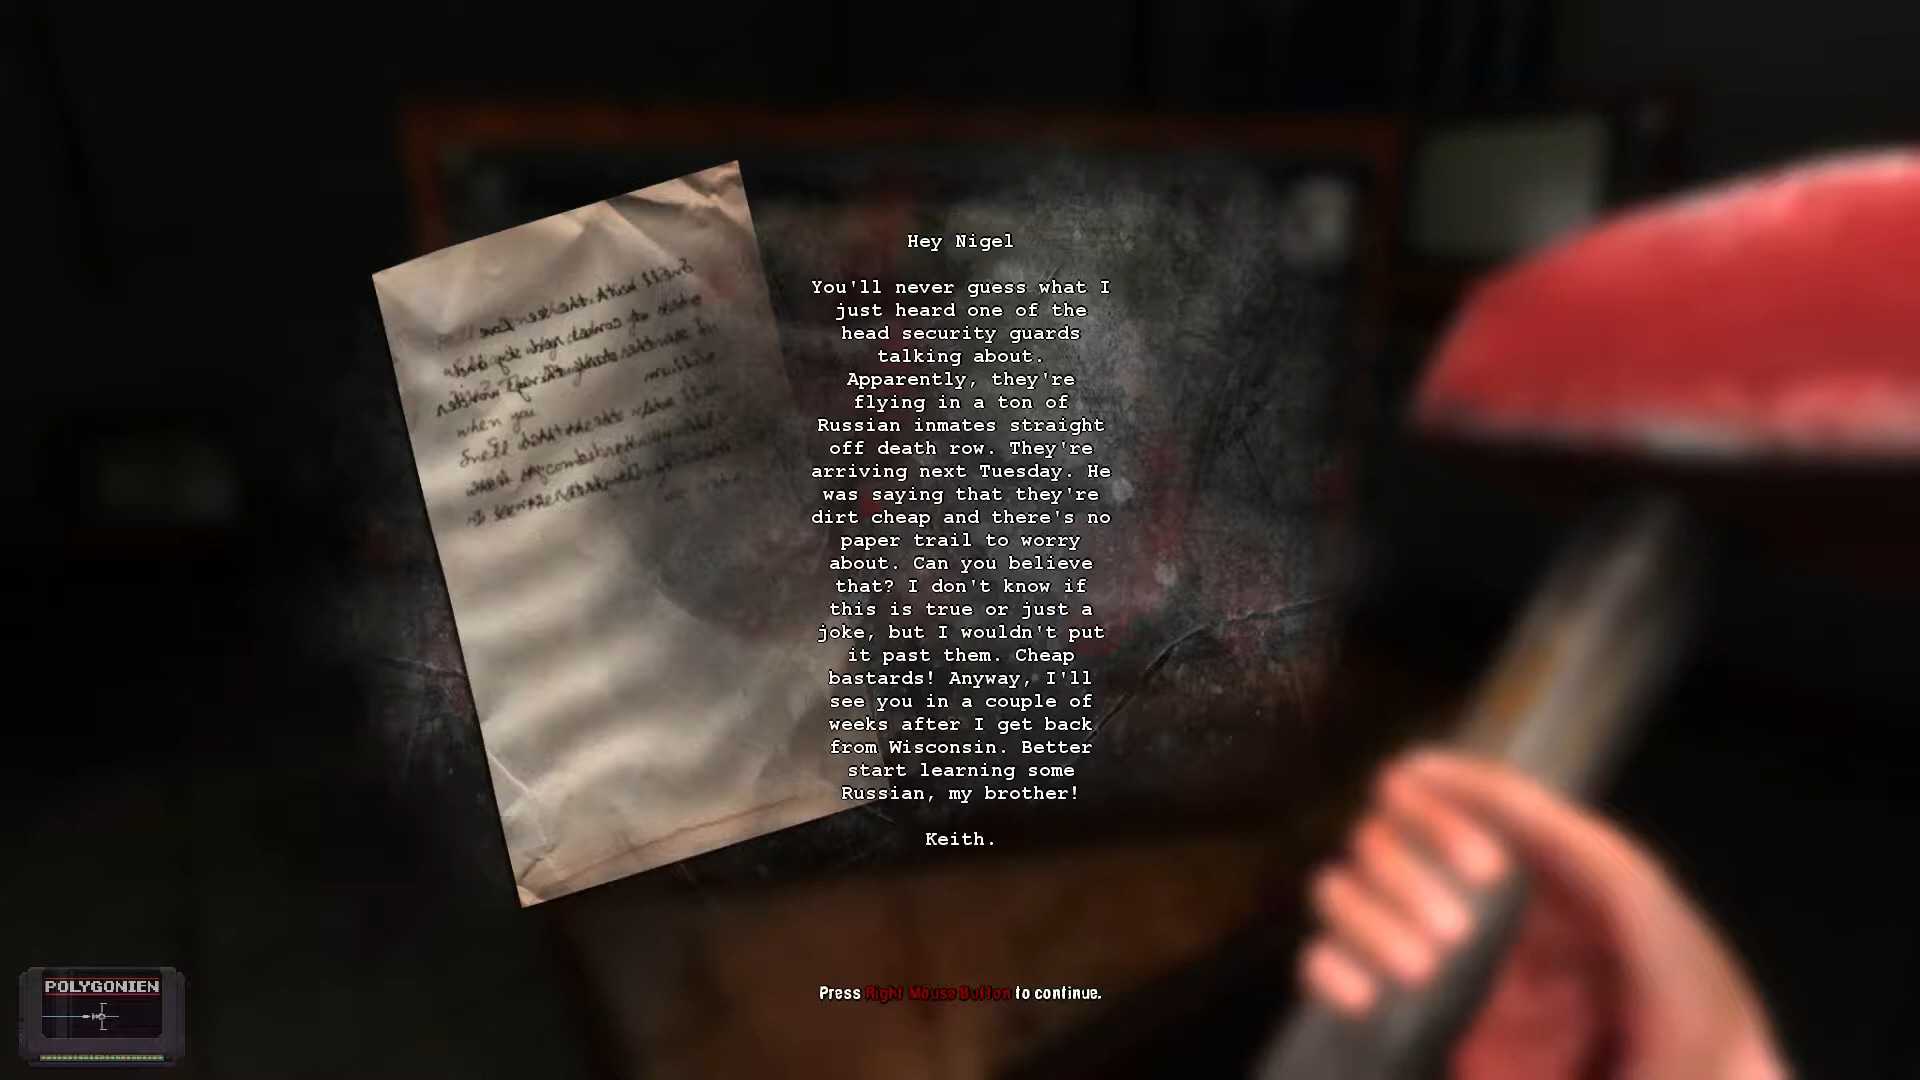 Hey Nigel
You'll never guess what I
just heard one of the
head security guards
talking about.
Apparently, they're
flying in a ton of
Russian inmates straight
off death row. They're
arriving next Tuesday. He
was saying that they're
dirt cheap and there's no
paper trail to worry
about. Can you believe
that? I don't know if
this is true or just a
joke, but I wouldn't put
it past them. Cheap
bastards! Anyway, I'll
see you in a couple of
weeks after I get back
from Wisconsin. Better
start learning some
Russian, my brother!
Keith.
Press Right Mouse Button to continue.
POLYGONIEN